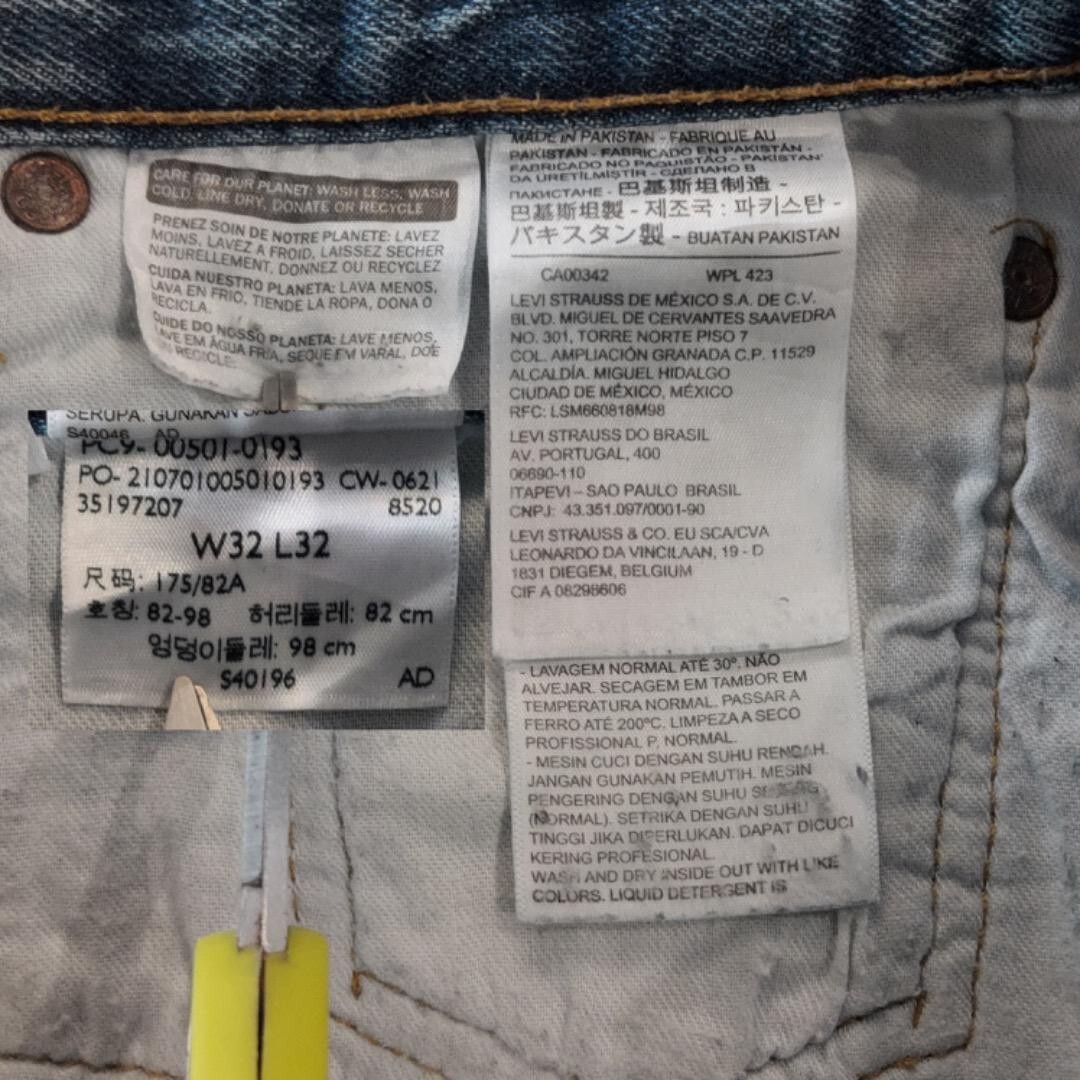 CARE FOR OUR PLANET: WASH LESS, WASH
COLD, LINE DRY, DONATE OR RECYCLE
PRENEZ SOIN DE NOTRE PLANETE: LAVEZ
MOINS, LAVEZ A FROID, LAISSEZ SECHER
NATURELLEMENT, DONNEZ OU RECYCLEZ
CUIDA NUESTRO PLANETA: LAVA MENOS,
LAVA EN FRIO, TIENDE LA ROPA, DONA O
RECICLA.
CUIDE DO NOSSO PLANETA: LAVE MENOS,
LAVE EM ÁGUA FRIA, SEQUE EM VARAL, DOE
RECICLE.
SERUPA. GUNAKAN
S40046 AD
PC9- 00501-0193
PO- 210701005010193 CW- 0621
35197207 8520
W32 L32
尺码: 175/82A
호칭: 82-98 허리둘레: 82 cm
엉덩이둘레: 98 cm
S40196 AD
MADE IN PAKISTAN - FABRIQUE AU
PAKISTAN - FABRICADO EN PAKISTÁN -
FABRICADO NO PAQUISTÃO - PAKİSTAN'
DA ÜRETİLMİŞTİR - СДЕЛАНО В
ПАКИСТАНЕ - 巴基斯坦制造 -
巴基斯坦製 - 제조국 : 파키스탄 -
パキスタン製 - BUATAN PAKISTAN
CA00342 WPL 423
LEVI STRAUSS DE MÉXICO S.A. DE C.V.
BLVD. MIGUEL DE CERVANTES SAAVEDRA
NO. 301, TORRE NORTE PISO 7
COL. AMPLIACIÓN GRANADA C.P. 11529
ALCALDÍA. MIGUEL HIDALGO
CIUDAD DE MÉXICO, MÉXICO
RFC: LSM660818M98
LEVI STRAUSS DO BRASIL
AV. PORTUGAL, 400
06690-110
ITAPEVI – SAO PAULO BRASIL
CNPJ: 43.351.097/0001-90
LEVI STRAUSS & CO. EU SCA/CVA
LEONARDO DA VINCILAAN, 19 - D
1831 DIEGEM, BELGIUM
CIF A 08298606
- LAVAGEM NORMAL ATÉ 30º. NÃO
ALVEJAR. SECAGEM EM TAMBOR EM
TEMPERATURA NORMAL. PASSAR A
FERRO ATÉ 200ºC. LIMPEZA A SECO
PROFISSIONAL P, NORMAL.
- MESIN CUCI DENGAN SUHU RENDAH.
JANGAN GUNAKAN PEMUTIH. MESIN
PENGERING DENGAN SUHU
(NORMAL). SETRIKA DENGAN SUHU
TINGGI JIKA DIPERLUKAN. DAPAT DICUCI
KERING PROFESIONAL.
WASH AND DRY INSIDE OUT WITH LIKE
COLORS. LIQUID DETERGENT IS